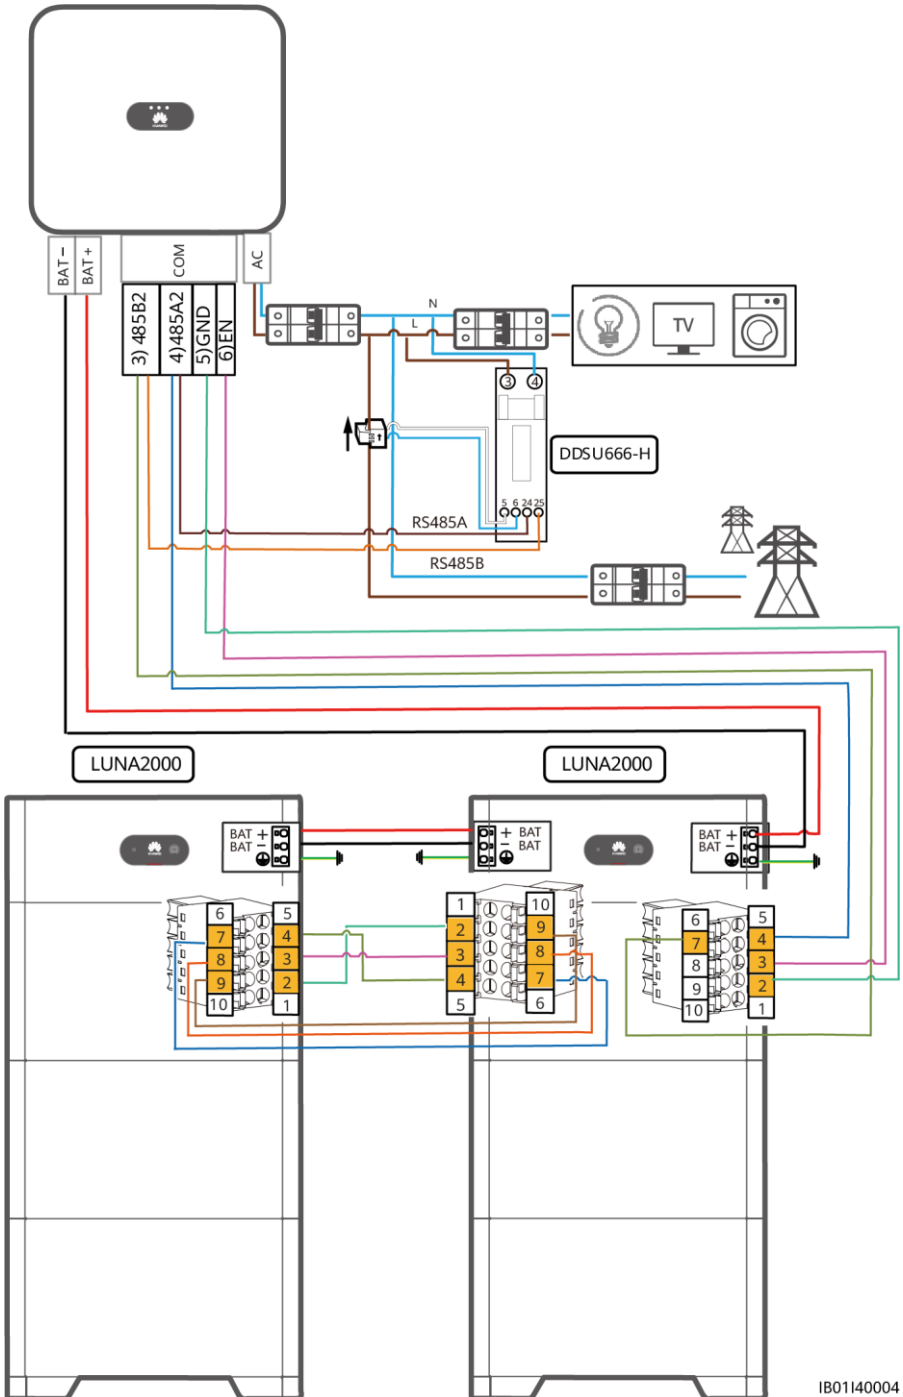 BAT −
BAT +
COM
AC
3) 485B2
4)485A2
5)GND
6)EN
N
L
TV
3
4
DDSU666-H
5 6 24 25
RS485A
RS485B
LUNA2000
LUNA2000
BAT +
BAT −
+ BAT
− BAT
BAT +
BAT −
6
7
8
9
10
5
4
3
2
1
1
2
3
4
5
10
9
8
7
6
6
7
8
9
10
5
4
3
2
1
IB01I40004